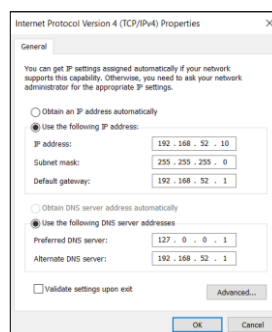 Internet Protocol Version 4 (TCP/IPv4) Properties
General
You can get IP settings assigned automatically if your network
supports this capability. Otherwise, you need to ask your network
administrator for the appropriate IP settings.
Obtain an IP address automatically
Use the following IP address:
IP address: 192 . 168 . 52 . 10
Subnet mask: 255 . 255 . 255 . 0
Default gateway: 192 . 168 . 52 . 1
Obtain DNS server address automatically
Use the following DNS server addresses
Preferred DNS server: 127 . 0 . 0 . 1
Alternate DNS server: 192 . 168 . 52 . 1
Validate settings upon exit
Advanced...
OK Cancel